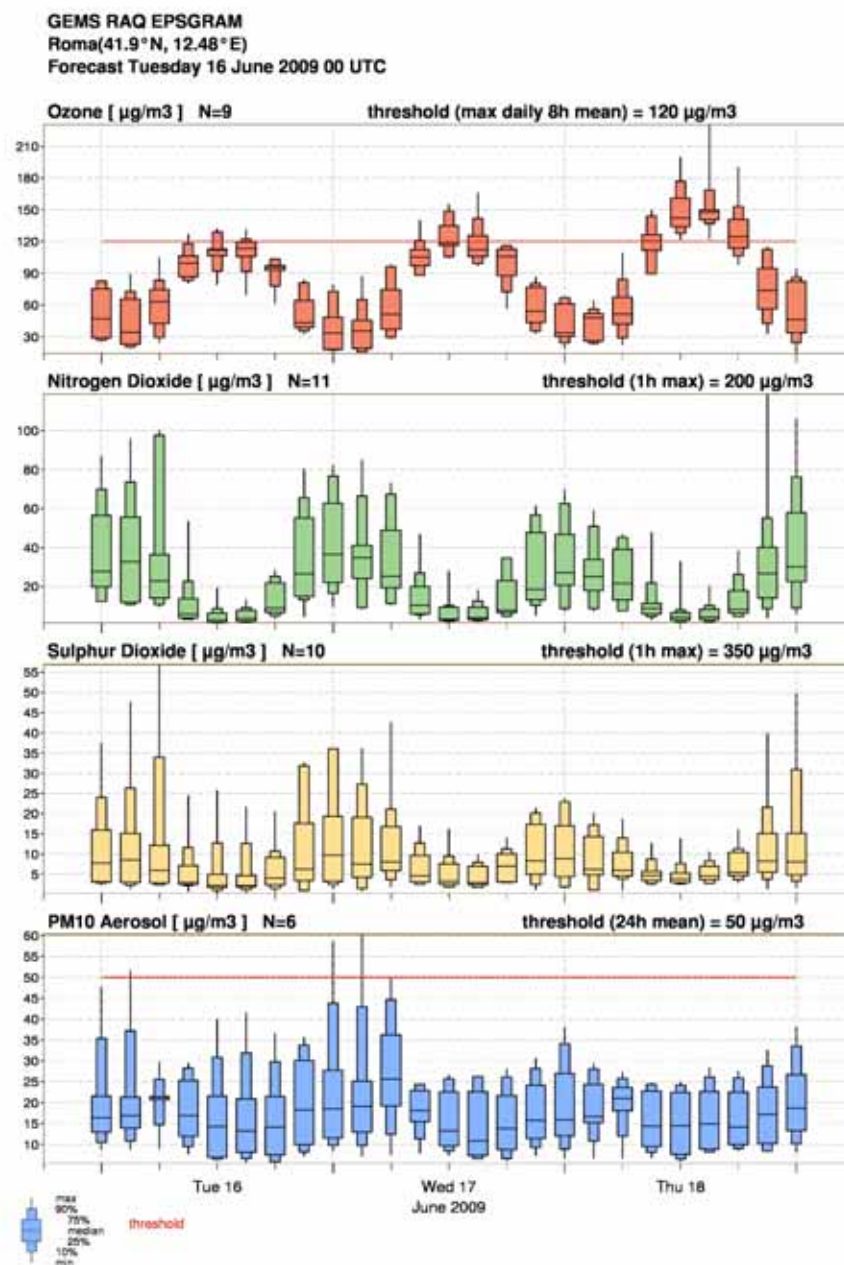 GEMS RAQ EPSGRAM
Roma(41.9°N, 12.48°E)
Forecast Tuesday 16 June 2009 00 UTC
Ozone [ µg/m3 ] N=9 threshold (max daily 8h mean) = 120 µg/m3
210
180
150
120
90
60
30
Nitrogen Dioxide [ µg/m3 ] N=11 threshold (1h max) = 200 µg/m3
100
80
60
40
20
Sulphur Dioxide [ µg/m3 ] N=10 threshold (1h max) = 350 µg/m3
55
50
45
40
35
30
25
20
15
10
5
PM10 Aerosol [ µg/m3 ] N=6 threshold (24h mean) = 50 µg/m3
60
50
45
40
35
30
25
20
15
10
Tue 16 Wed 17 Thu 18
June 2009
max
90%
75%
median
25%
10%
min
threshold